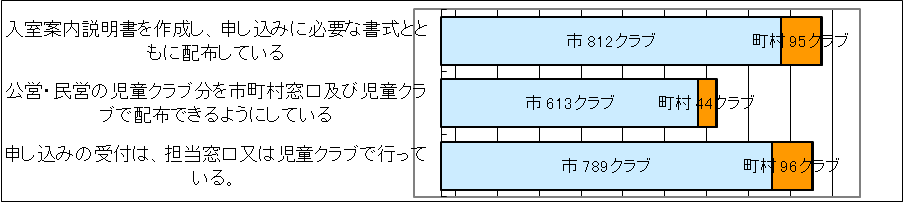 入室案内説明書を作成し、申し込みに必要な書式とと
もに配布している
市 812クラブ
町村 95クラブ
公営・民営の児童クラブ分を市町村窓口及び児童クラ
ブで配布できるようにしている
市 613クラブ
町村 44クラブ
申し込みの受付は、担当窓口又は児童クラブで行って
いる。
市 789クラブ
町村 96クラブ